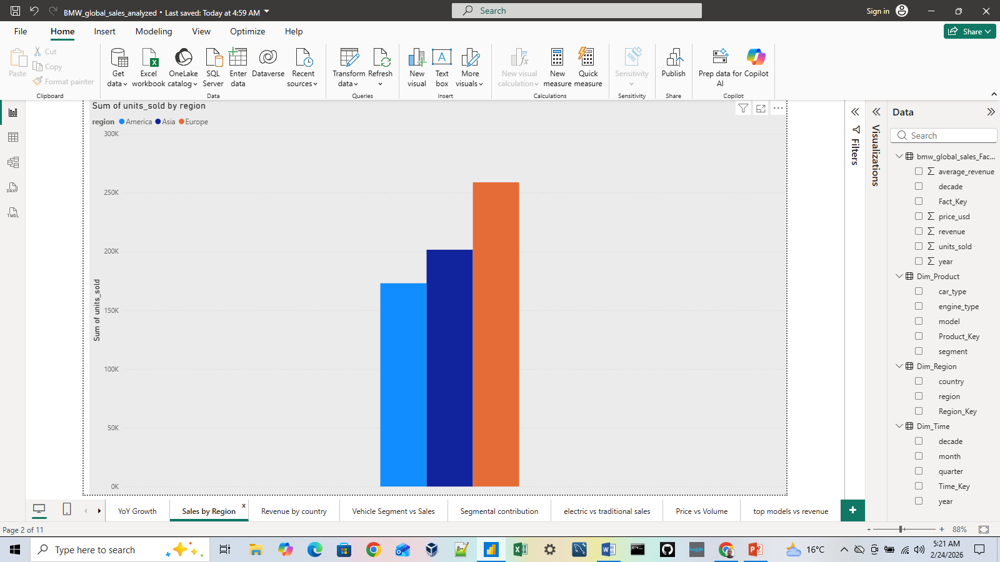 BMW_global_sales_analyzed • Last saved: Today at 4:59 AM
Search
Sign in
File
Home
Insert
Modeling
View
Optimize
Help
Share
Paste
Cut
Copy
Format painter
Clipboard
Get data
Excel workbook
OneLake catalog
SQL Server
Enter data
Dataverse
Recent sources
Data
Transform data
Refresh
Queries
New visual
Text box
More visuals
Insert
New visual calculation
New measure
Quick measure
Calculations
Sensitivity
Sensitivity
Publish
Share
Prep data for AI
Copilot
Copilot
Sum of units_sold by region
region America Asia Europe
300K
250K
200K
150K
100K
50K
0K
Sum of units_sold
Filters
Visualizations
Data
Search
bmw_global_sales_Fac...
average_revenue
decade
Fact_Key
price_usd
revenue
units_sold
year
Dim_Product
car_type
engine_type
model
Product_Key
segment
Dim_Region
country
region
Region_Key
Dim_Time
decade
month
quarter
Time_Key
year
DAX
TMDL
YoY Growth
Sales by Region
x
Revenue by country
Vehicle Segment vs Sales
Segmental contribution
electric vs traditional sales
Price vs Volume
top models vs revenue
+
Page 2 of 11
- + 88%
Type here to search
kaggle
16°C
5:21 AM
2/24/2026